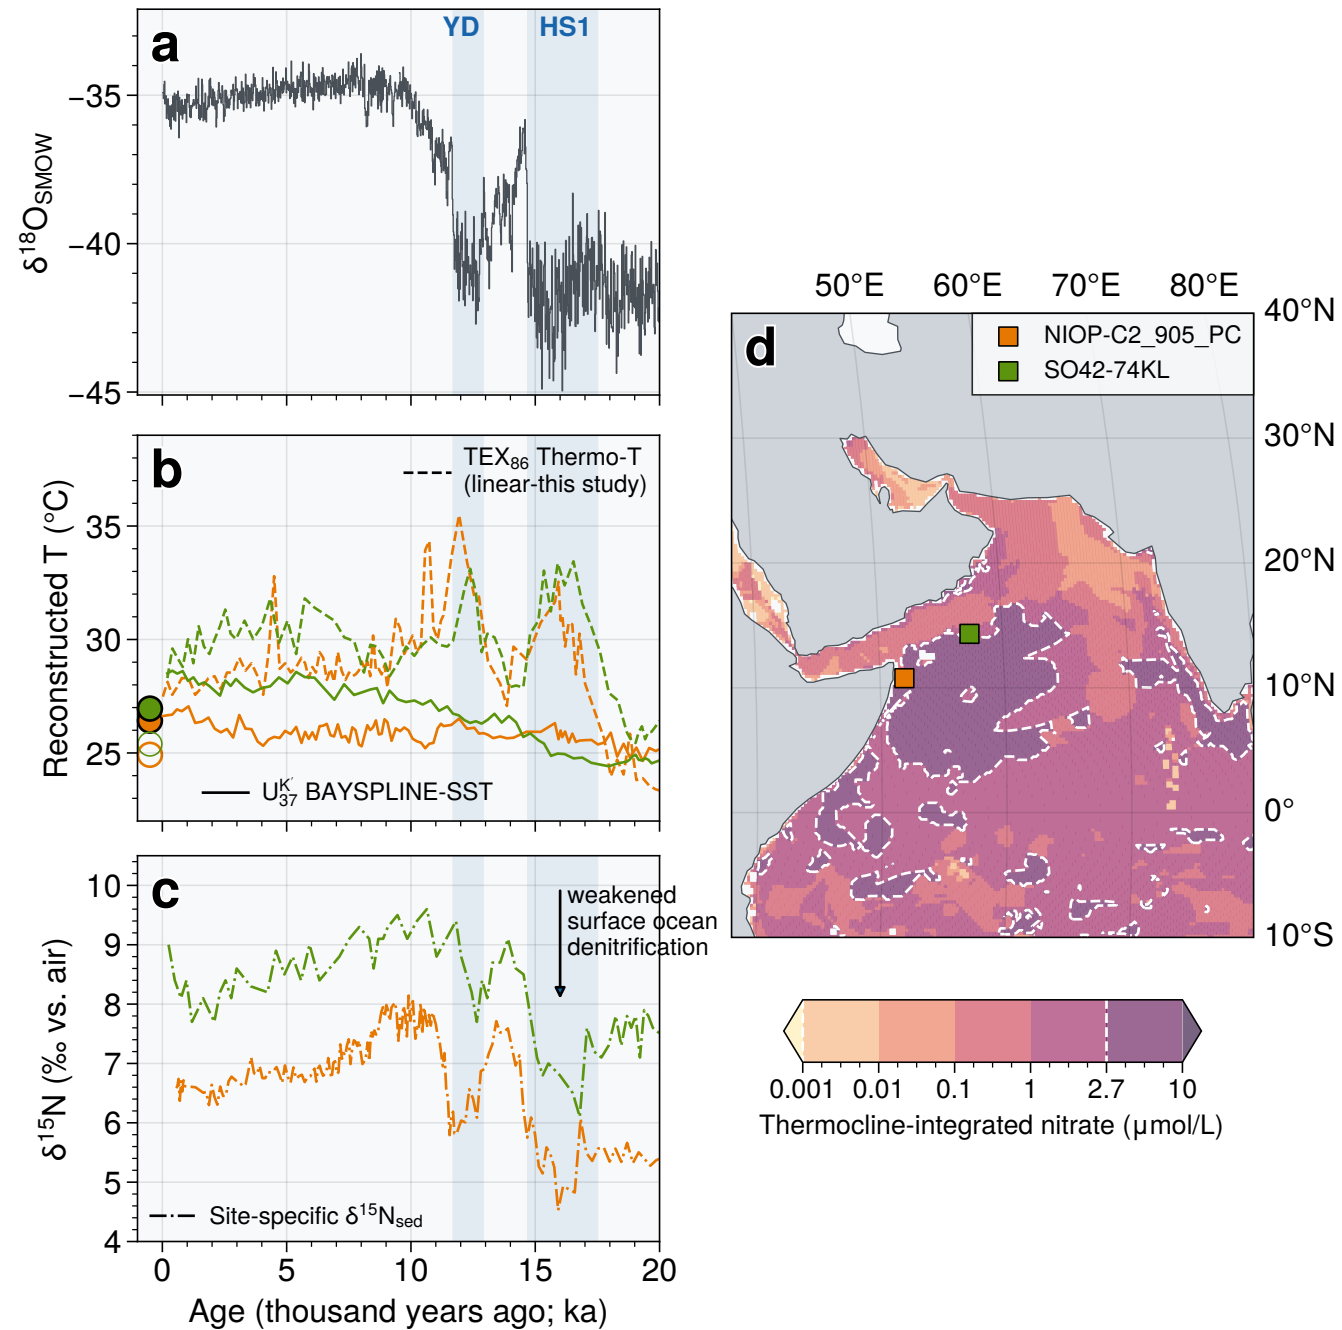 a
YD
HS1
−35
−40
−45
δ¹⁸O_SMOW
b
TEX₈₆ Thermo-T
(linear-this study)
35
30
25
Reconstructed T (°C)
U₃₇ᴷ′ BAYSPLINE-SST
c
weakened
surface ocean
denitrification
10
9
8
7
6
5
4
δ¹⁵N (‰ vs. air)
Site-specific δ¹⁵N_sed
0
5
10
15
20
Age (thousand years ago; ka)
50°E
60°E
70°E
80°E
d
NIOP-C2_905_PC
SO42-74KL
40°N
30°N
20°N
10°N
0°
10°S
0.001
0.01
0.1
1
2.7
10
Thermocline-integrated nitrate (μmol/L)